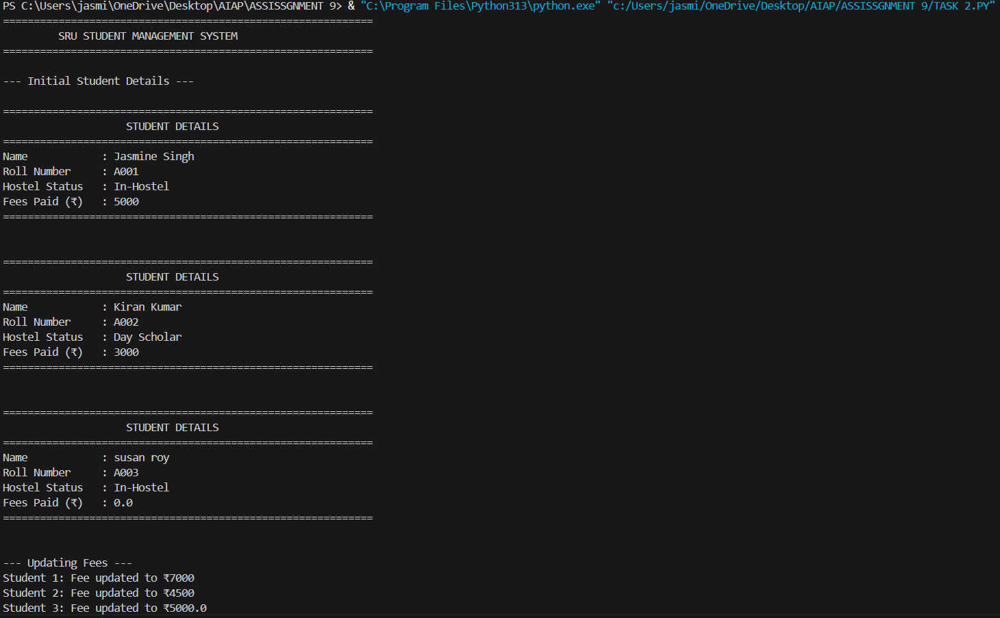 PS C:\Users\jasmi\OneDrive\Desktop\AIAP\ASSISSGNMENT 9> & "C:\Program Files\Python313\python.exe" "c:/Users/jasmi/OneDrive/Desktop/AIAP/ASSISSGNMENT 9/TASK 2.PY"
============================================================
         SRU STUDENT MANAGEMENT SYSTEM
============================================================

--- Initial Student Details ---

============================================================
                    STUDENT DETAILS
============================================================
Name            : Jasmine Singh
Roll Number     : A001
Hostel Status   : In-Hostel
Fees Paid (₹)   : 5000
============================================================


============================================================
                    STUDENT DETAILS
============================================================
Name            : Kiran Kumar
Roll Number     : A002
Hostel Status   : Day Scholar
Fees Paid (₹)   : 3000
============================================================


============================================================
                    STUDENT DETAILS
============================================================
Name            : susan roy
Roll Number     : A003
Hostel Status   : In-Hostel
Fees Paid (₹)   : 0.0
============================================================


--- Updating Fees ---
Student 1: Fee updated to ₹7000
Student 2: Fee updated to ₹4500
Student 3: Fee updated to ₹5000.0